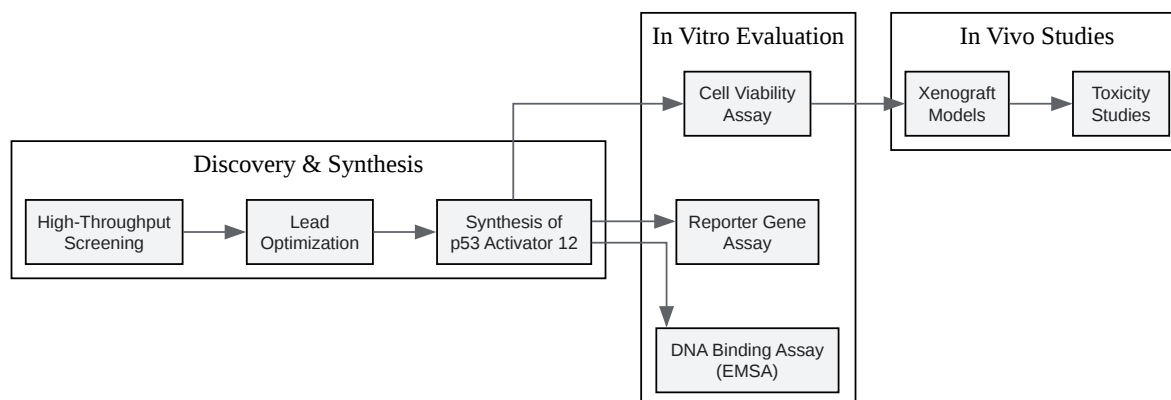 Discovery & Synthesis
High-Throughput
Screening
Lead
Optimization
Synthesis of
p53 Activator 12
In Vitro Evaluation
Cell Viability
Assay
Reporter Gene
Assay
DNA Binding Assay
(EMSA)
In Vivo Studies
Xenograft
Models
Toxicity
Studies